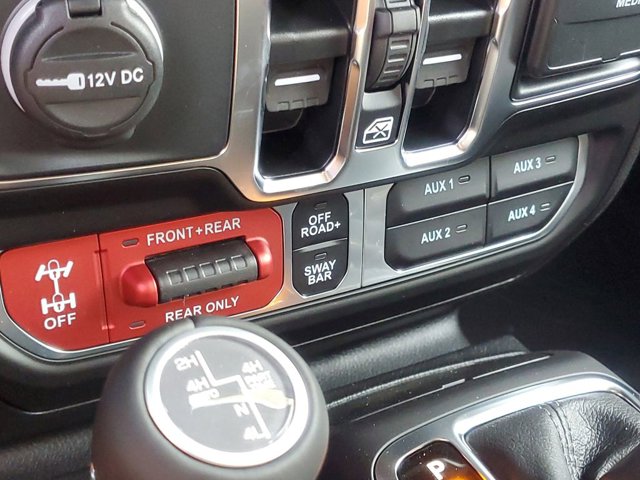 MEDI
12V DC
AUX 1
AUX 3
AUX 2
AUX 4
OFF
ROAD+
SWAY
BAR
FRONT+REAR
REAR ONLY
OFF
2H
4H
4H
N
4L
P